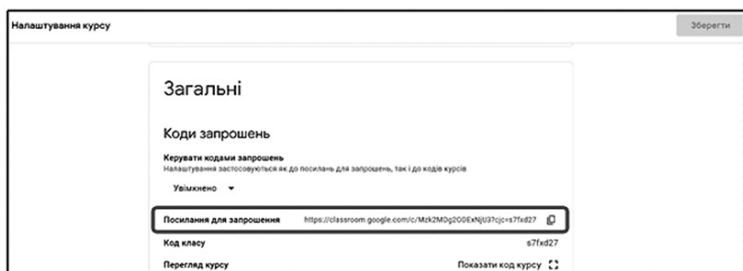 Налаштування курсу
Зберегти
Загальні
Коди запрошень
Керувати кодами запрошень
Налаштування застосовуються як до посилань для запрошень, так і до кодів курсів
Увімкнено
Посилання для запрошення https://classroom.google.com/c/Mzk2MDg2ODExNjU3?cjc=s7fxd27
Код класу s7fxd27
Перегляд курсу Показати код курсу